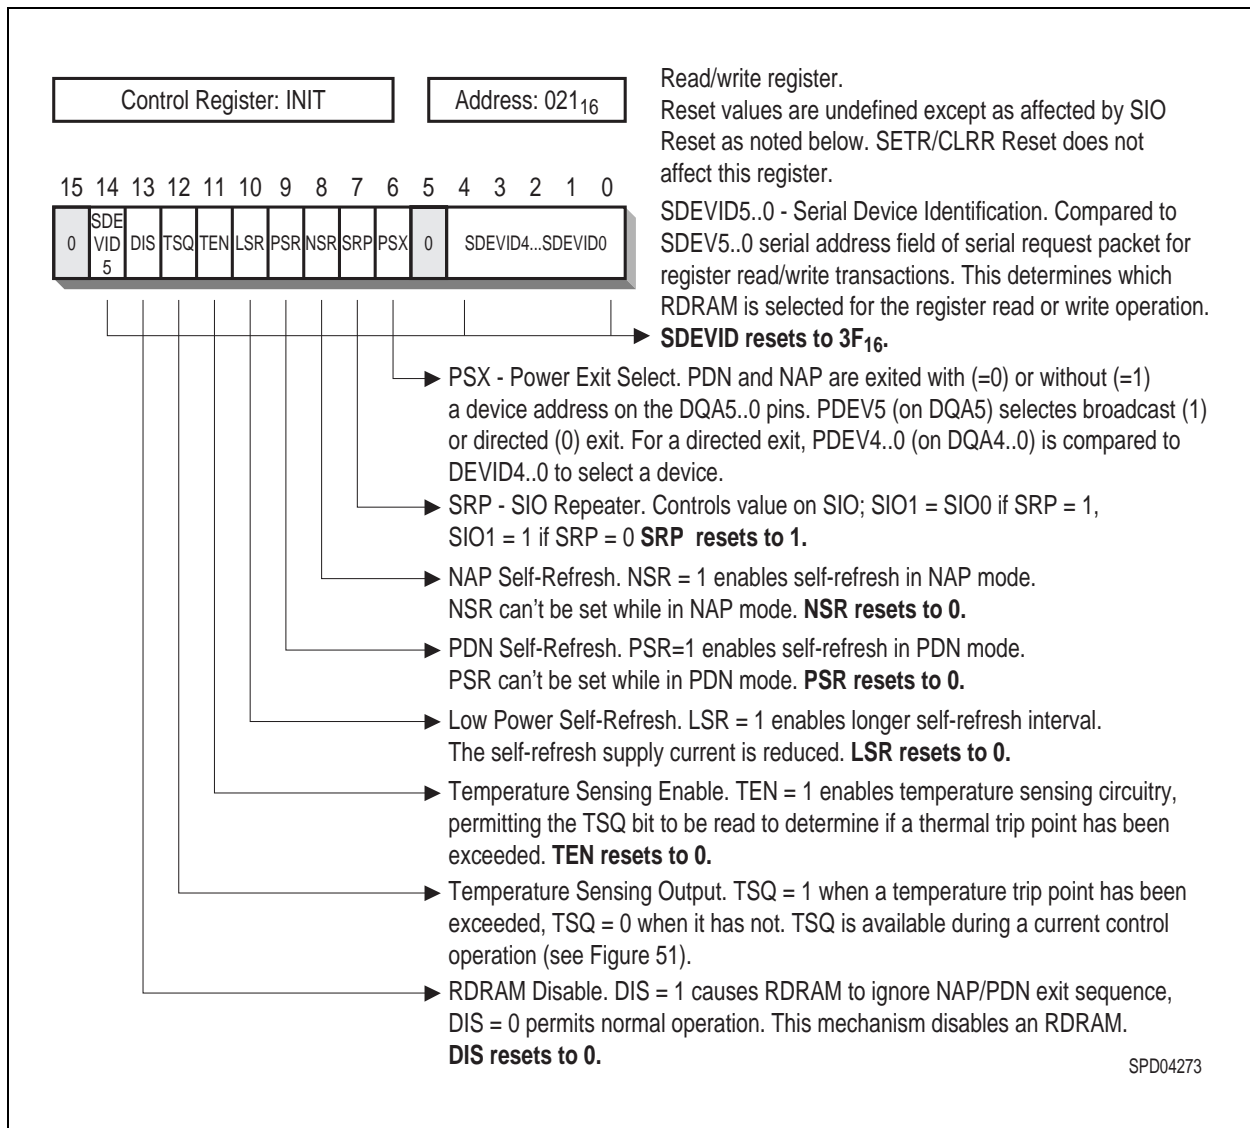 Control Register: INIT
Address: 021₁₆
Read/write register.
Reset values are undefined except as affected by SIO
Reset as noted below. SETR/CLRR Reset does not
affect this register.
15 14 13 12 11 10 9 8 7 6 5 4 3 2 1 0
0 SDEVID5 DIS TSQ TEN LSR PSR NSR SRP PSX 0 SDEVID4...SDEVID0
SDEVID5..0 - Serial Device Identification. Compared to
SDEV5..0 serial address field of serial request packet for
register read/write transactions. This determines which
RDRAM is selected for the register read or write operation.
SDEVID resets to 3F₁₆.
PSX - Power Exit Select. PDN and NAP are exited with (=0) or without (=1)
a device address on the DQA5..0 pins. PDEV5 (on DQA5) selectes broadcast (1)
or directed (0) exit. For a directed exit, PDEV4..0 (on DQA4..0) is compared to
DEVID4..0 to select a device.
SRP - SIO Repeater. Controls value on SIO; SIO1 = SIO0 if SRP = 1,
SIO1 = 1 if SRP = 0 SRP resets to 1.
NAP Self-Refresh. NSR = 1 enables self-refresh in NAP mode.
NSR can't be set while in NAP mode. NSR resets to 0.
PDN Self-Refresh. PSR=1 enables self-refresh in PDN mode.
PSR can't be set while in PDN mode. PSR resets to 0.
Low Power Self-Refresh. LSR = 1 enables longer self-refresh interval.
The self-refresh supply current is reduced. LSR resets to 0.
Temperature Sensing Enable. TEN = 1 enables temperature sensing circuitry,
permitting the TSQ bit to be read to determine if a thermal trip point has been
exceeded. TEN resets to 0.
Temperature Sensing Output. TSQ = 1 when a temperature trip point has been
exceeded, TSQ = 0 when it has not. TSQ is available during a current control
operation (see Figure 51).
RDRAM Disable. DIS = 1 causes RDRAM to ignore NAP/PDN exit sequence,
DIS = 0 permits normal operation. This mechanism disables an RDRAM.
DIS resets to 0.
SPD04273